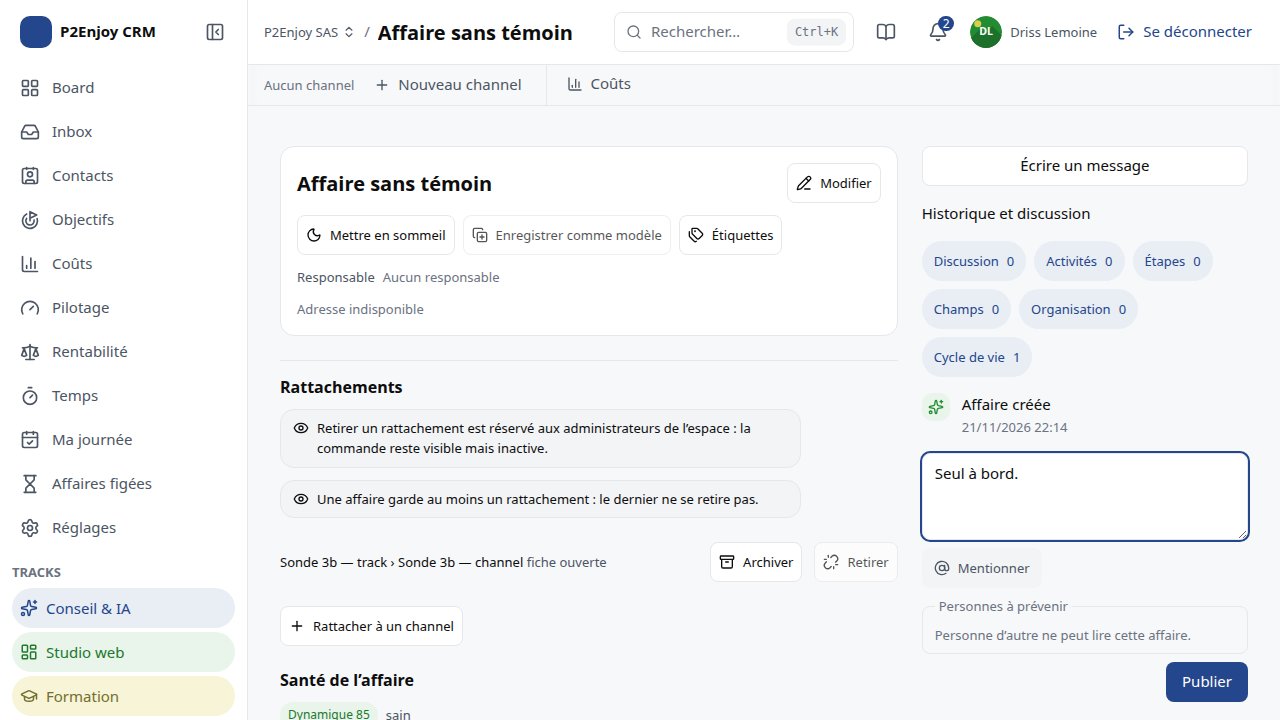 P2Enjoy CRM
Board
Inbox
Contacts
Objectifs
Coûts
Pilotage
Rentabilité
Temps
Ma journée
Affaires figées
Réglages
TRACKS
Conseil & IA
Studio web
Formation
P2Enjoy SAS / Affaire sans témoin
Rechercher... Ctrl+K
2
DL Driss Lemoine
Se déconnecter
Aucun channel
Nouveau channel
Coûts
Affaire sans témoin
Modifier
Mettre en sommeil
Enregistrer comme modèle
Étiquettes
Responsable Aucun responsable
Adresse indisponible
Rattachements
Retirer un rattachement est réservé aux administrateurs de l’espace : la
commande reste visible mais inactive.
Une affaire garde au moins un rattachement : le dernier ne se retire pas.
Sonde 3b — track › Sonde 3b — channel fiche ouverte
Archiver
Retirer
Rattacher à un channel
Santé de l’affaire
Dynamique 85 sain
Écrire un message
Historique et discussion
Discussion 0
Activités 0
Étapes 0
Champs 0
Organisation 0
Cycle de vie 1
Affaire créée
21/11/2026 22:14
Seul à bord.
Mentionner
Personnes à prévenir
Personne d’autre ne peut lire cette affaire.
Publier